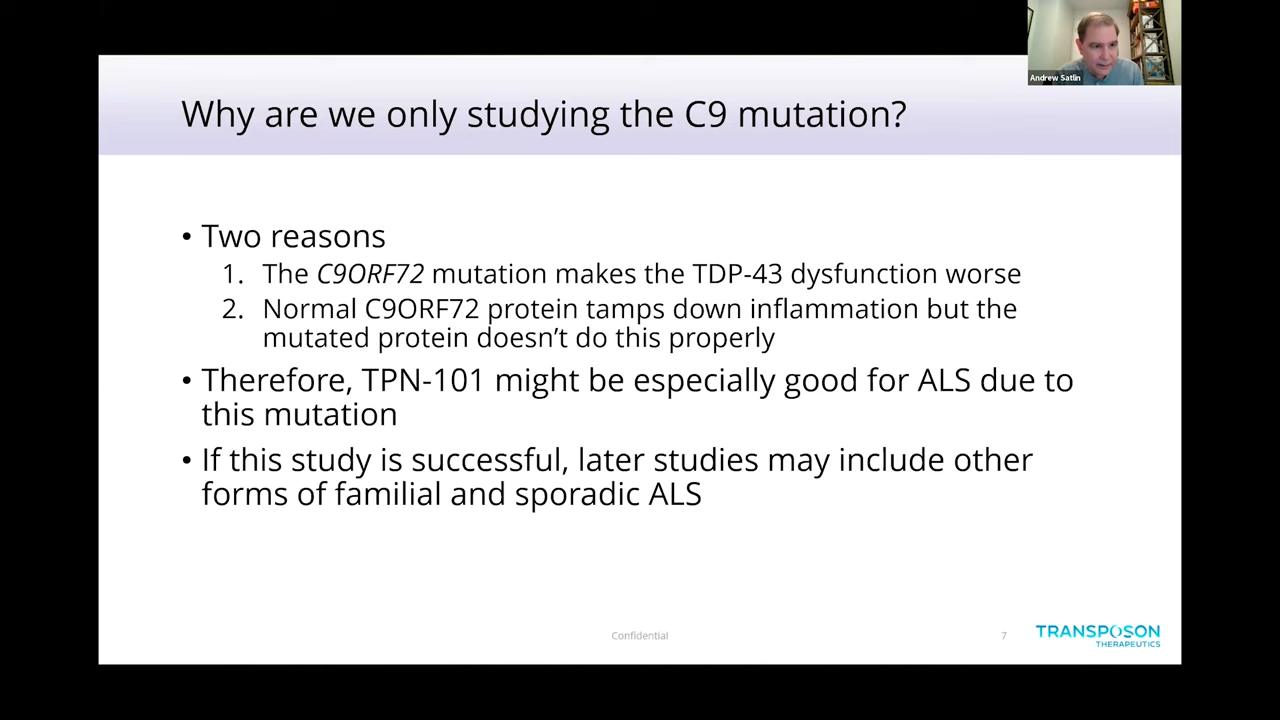 Andrew Satlin
Why are we only studying the C9 mutation?
• Two reasons
1. The C9ORF72 mutation makes the TDP-43 dysfunction worse
2. Normal C9ORF72 protein tamps down inflammation but the
mutated protein doesn’t do this properly
• Therefore, TPN-101 might be especially good for ALS due to
this mutation
• If this study is successful, later studies may include other
forms of familial and sporadic ALS
Confidential
7
TRANSPOSON
THERAPEUTICS